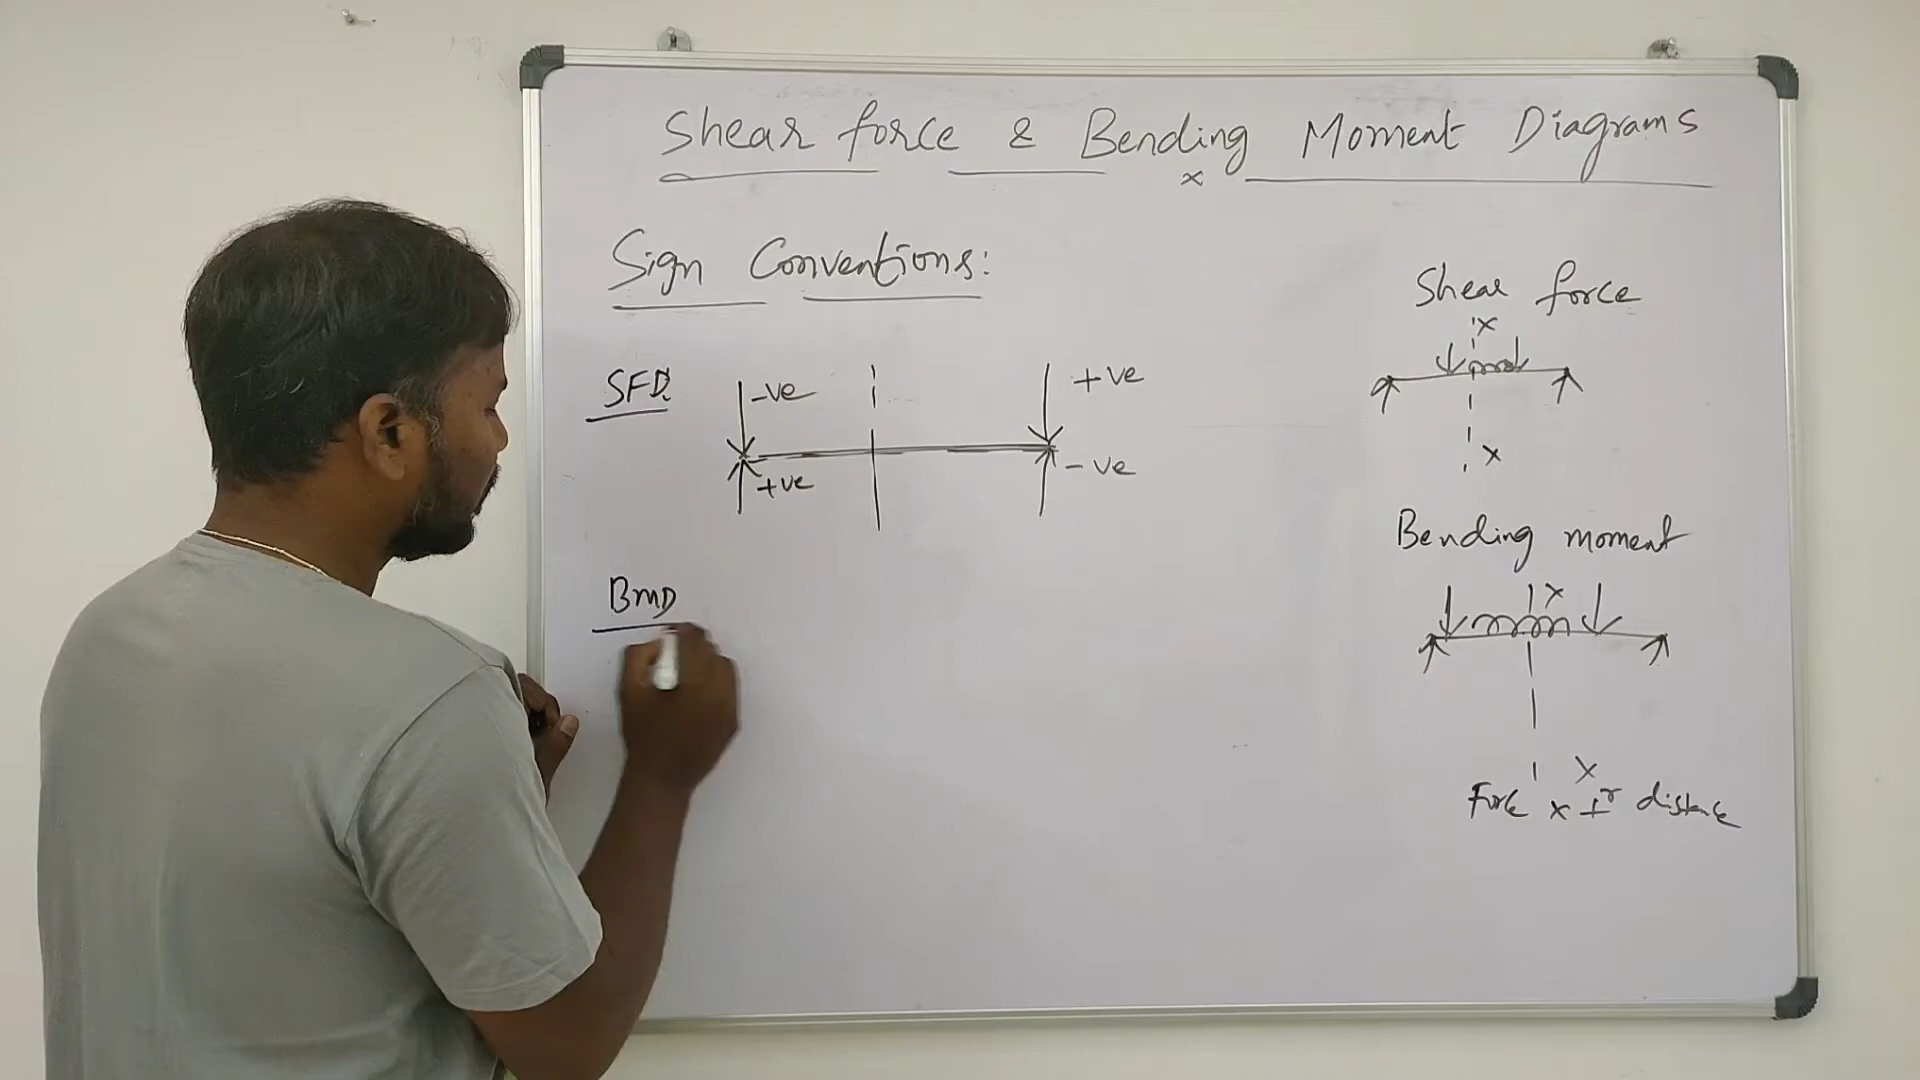 Shear force & Bending Moment Diagrams
x
Sign Conventions:
SFD:
-ve
+ve
+ve
-ve
BMD
Shear force
x
x
Bending moment
x
x
Force x ⊥r distance